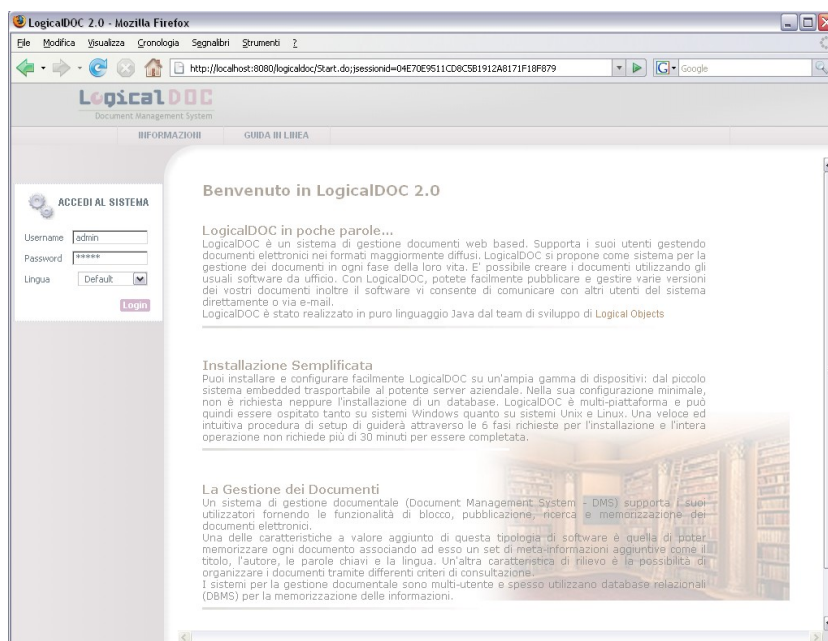 LogicalDOC 2.0 - Mozilla Firefox
File Modifica Visualizza Cronologia Segnalibri Strumenti ?
http://localhost:8080/logicaldoc/Start.do;jsessionid=04E70E9511CD8C5B1912A8171F18F879
Google
LogicalDOC
Document Management System
INFORMAZIONI GUIDA IN LINEA
ACCEDI AL SISTEMA
Username admin
Password *****
Lingua Default
Login
Benvenuto in LogicalDOC 2.0
LogicalDOC in poche parole...
LogicalDOC è un sistema di gestione documenti web based. Supporta i suoi utenti gestendo
documenti elettronici nei formati maggiormente diffusi. LogicalDOC si propone come sistema per la
gestione dei documenti in ogni fase della loro vita. E' possibile creare i documenti utilizzando gli
usuali software da ufficio. Con LogicalDOC, potete facilmente pubblicare e gestire varie versioni
dei vostri documenti inoltre il software vi consente di comunicare con altri utenti del sistema
direttamente o via e-mail.
LogicalDOC è stato realizzato in puro linguaggio Java dal team di sviluppo di Logical Objects
Installazione Semplificata
Puoi installare e configurare facilmente LogicalDOC su un'ampia gamma di dispositivi: dal piccolo
sistema embedded trasportabile al potente server aziendale. Nella sua configurazione minimale,
non è richiesta neppure l'installazione di un database. LogicalDOC è multi-piattaforma e può
quindi essere ospitato tanto su sistemi Windows quanto su sistemi Unix e Linux. Una veloce ed
intuitiva procedura di setup di guiderà attraverso le 6 fasi richieste per l'installazione e l'intera
operazione non richiede più di 30 minuti per essere completata.
La Gestione dei Documenti
Un sistema di gestione documentale (Document Management System - DMS) supporta i suoi
utilizzatori fornendo le funzionalità di blocco, pubblicazione, ricerca e memorizzazione dei
documenti elettronici.
Una delle caratteristiche a valore aggiunto di questa tipologia di software è quella di poter
memorizzare ogni documento associando ad esso un set di meta-informazioni aggiuntive come il
titolo, l'autore, le parole chiavi e la lingua. Un'altra caratteristica di rilievo è la possibilità di
organizzare i documenti tramite differenti criteri di consultazione.
I sistemi per la gestione documentale sono multi-utente e spesso utilizzano database relazionali
(DBMS) per la memorizzazione delle informazioni.